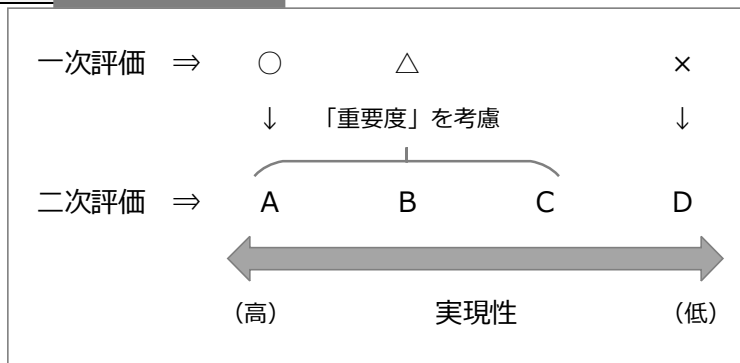 一次評価 ⇒ ○ △ ×
↓ 「重要度」を考慮 ↓
二次評価 ⇒ A B C D
（高） 実現性 （低）